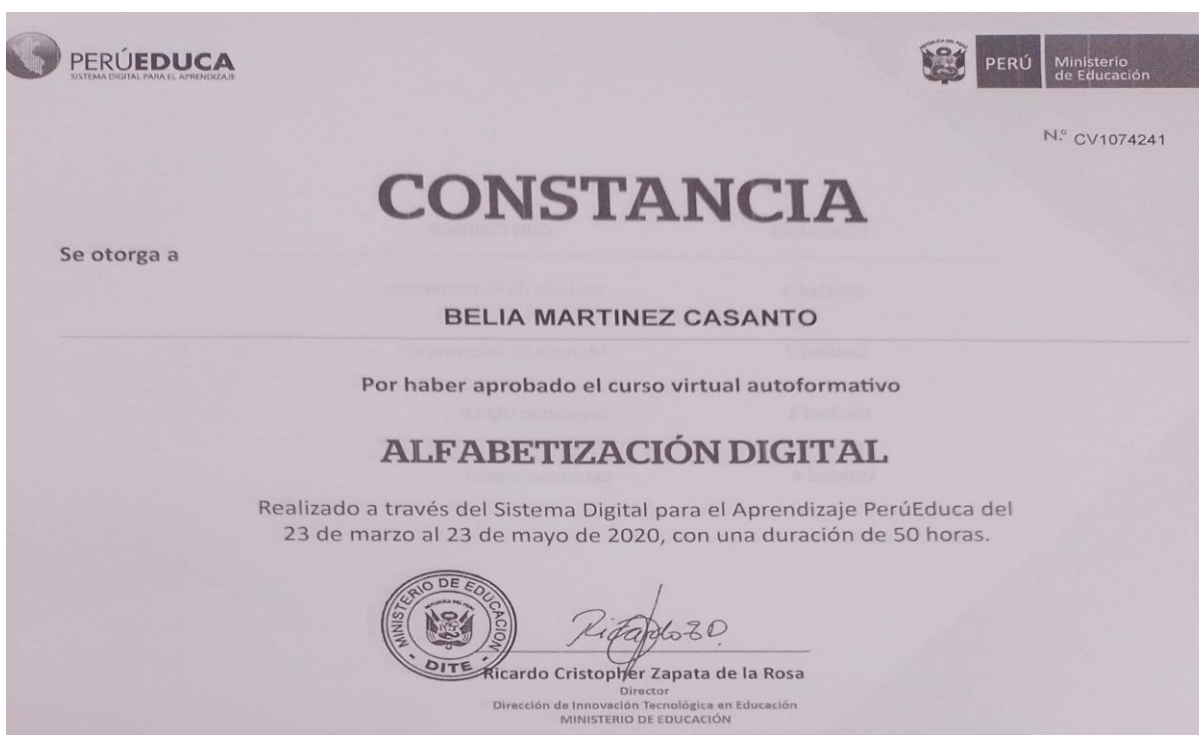 PERÚEDUCA
SISTEMA DIGITAL PARA EL APRENDIZAJE
PERÚ
Ministerio
de Educación
N.° CV1074241
CONSTANCIA
Se otorga a
BELIA MARTINEZ CASANTO
Por haber aprobado el curso virtual autoformativo
ALFABETIZACIÓN DIGITAL
Realizado a través del Sistema Digital para el Aprendizaje PerúEduca del
23 de marzo al 23 de mayo de 2020, con una duración de 50 horas.
MINISTERIO DE EDUCACIÓN
DITE
Ricardo Cristopher Zapata de la Rosa
Director
Dirección de Innovación Tecnológica en Educación
MINISTERIO DE EDUCACIÓN